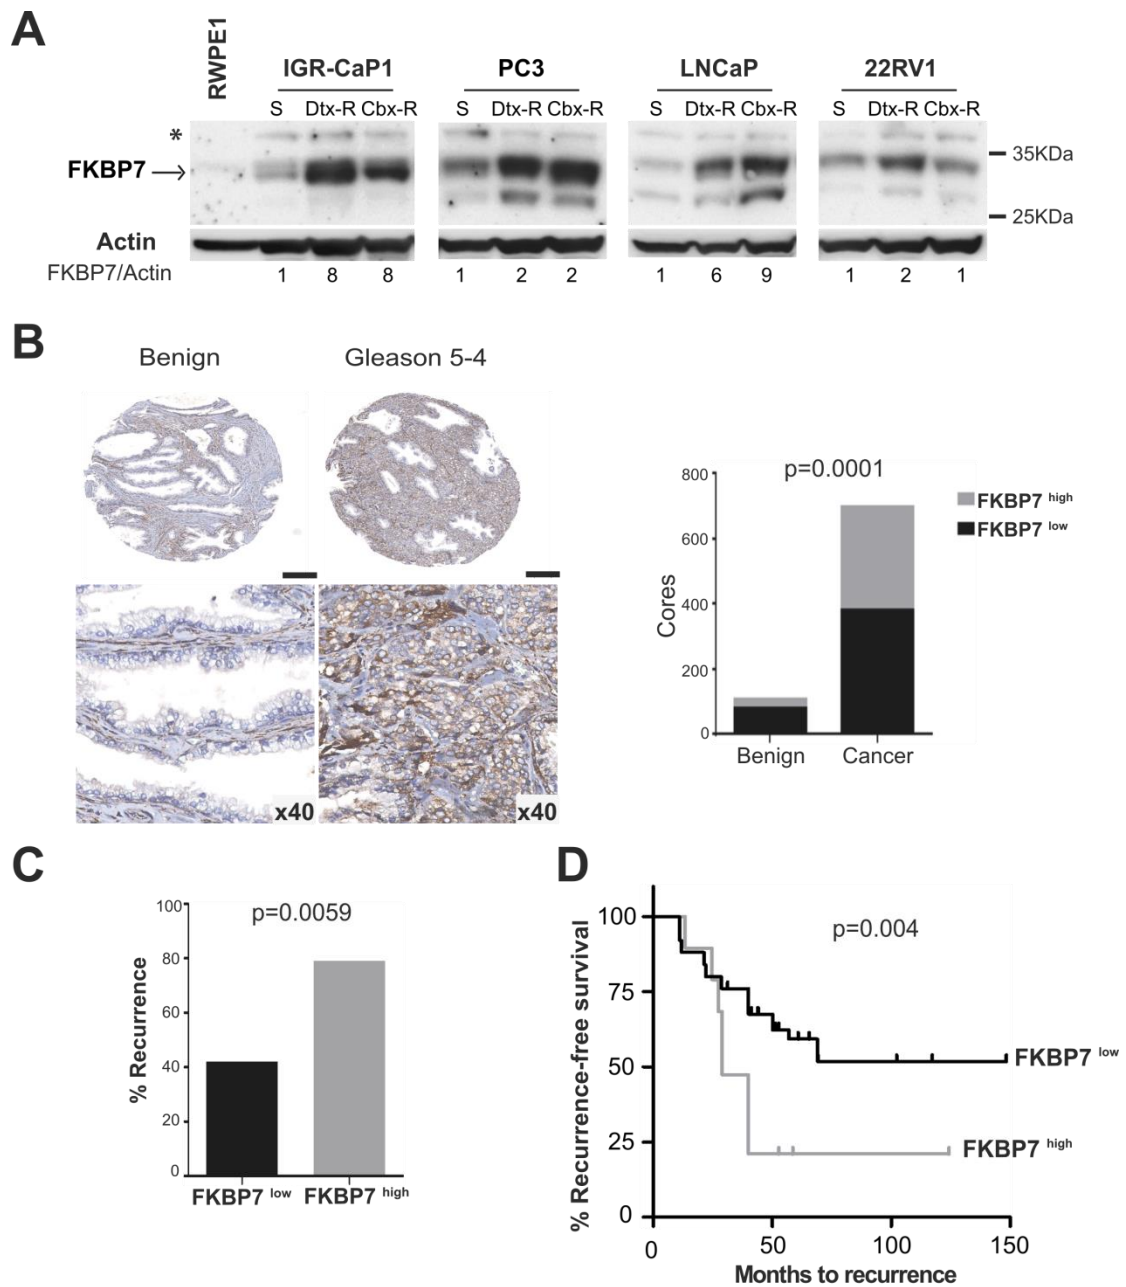 A
RWPE1
IGR-CaP1 PC3 LNCaP 22RV1
S Dtx-R Cbx-R S Dtx-R Cbx-R S Dtx-R Cbx-R S Dtx-R Cbx-R
*
35KDa
FKBP7
25KDa
Actin
FKBP7/Actin 1 8 8 1 2 2 1 6 9 1 2 1
B
Benign Gleason 5-4
x40 x40
p=0.0001
800
600
400
200
0
Cores
Benign Cancer
FKBP7 high
FKBP7 low
C
p=0.0059
100
80
60
40
20
0
% Recurrence
FKBP7 low FKBP7 high
D
p=0.004
100
75
50
25
0
% Recurrence-free survival
FKBP7 low
FKBP7 high
0 50 100 150
Months to recurrence